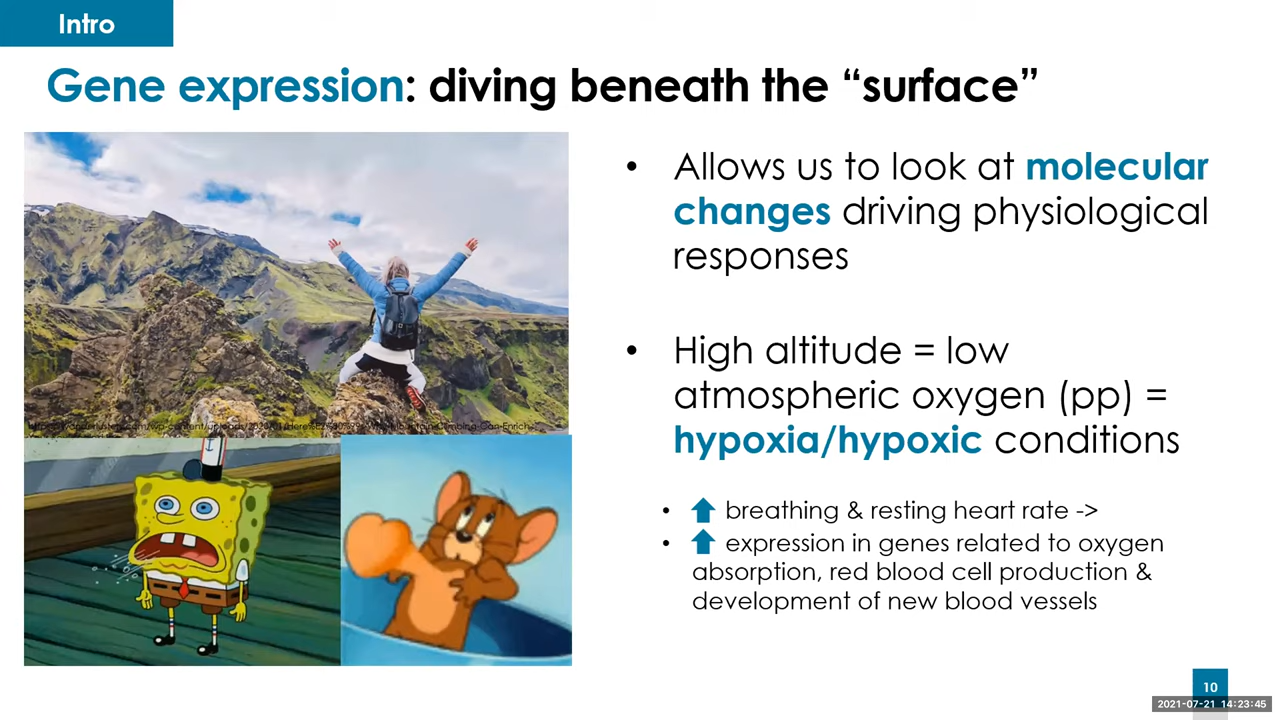 Intro
Gene expression: diving beneath the “surface”
• Allows us to look at molecular
changes driving physiological
responses
• High altitude = low
atmospheric oxygen (pp) =
hypoxia/hypoxic conditions
• breathing & resting heart rate ->
• expression in genes related to oxygen
absorption, red blood cell production &
development of new blood vessels
10
2021-07-21 14:23:45